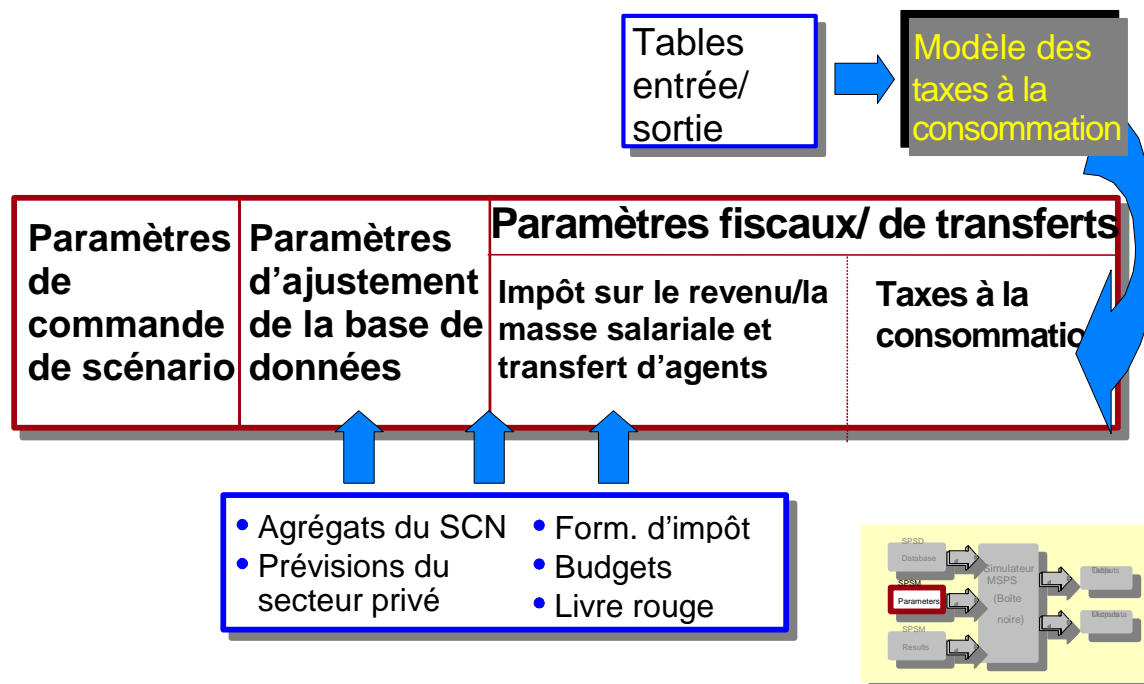 Tables
entrée/
sortie
Modèle des
taxes à la
consommation
Paramètres
de
commande
de scénario
Paramètres
d’ajustement
de la base de
données
Paramètres fiscaux/ de transferts
Impôt sur le revenu/la
masse salariale et
transfert d’agents
Taxes à la
consommatio
• Agrégats du SCN
• Prévisions du
secteur privé
• Form. d’impôt
• Budgets
• Livre rouge
SPSD
Database
SPSM
Parameters
SPSM
Results
Simulateur
MSPS
(Boîte
noire)